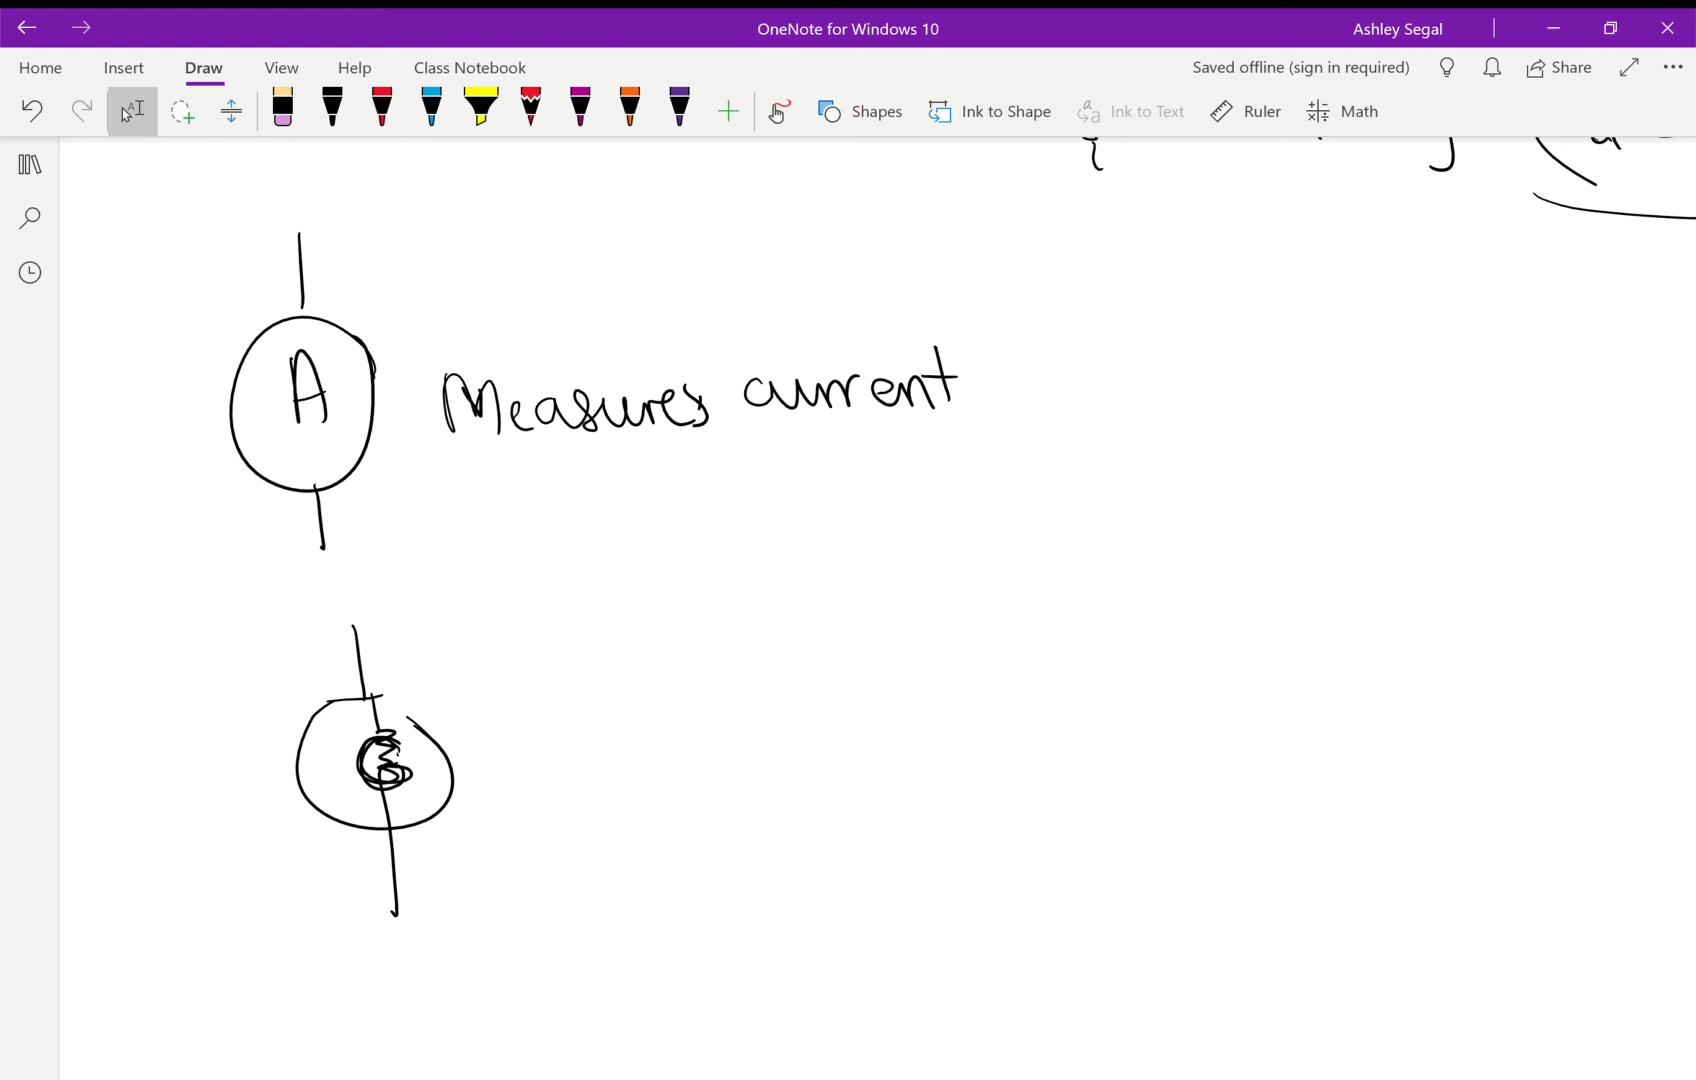 OneNote for Windows 10
Ashley Segal
Home Insert Draw View Help Class Notebook
Saved offline (sign in required) Share
Shapes Ink to Shape Ink to Text Ruler Math
A
Measures current